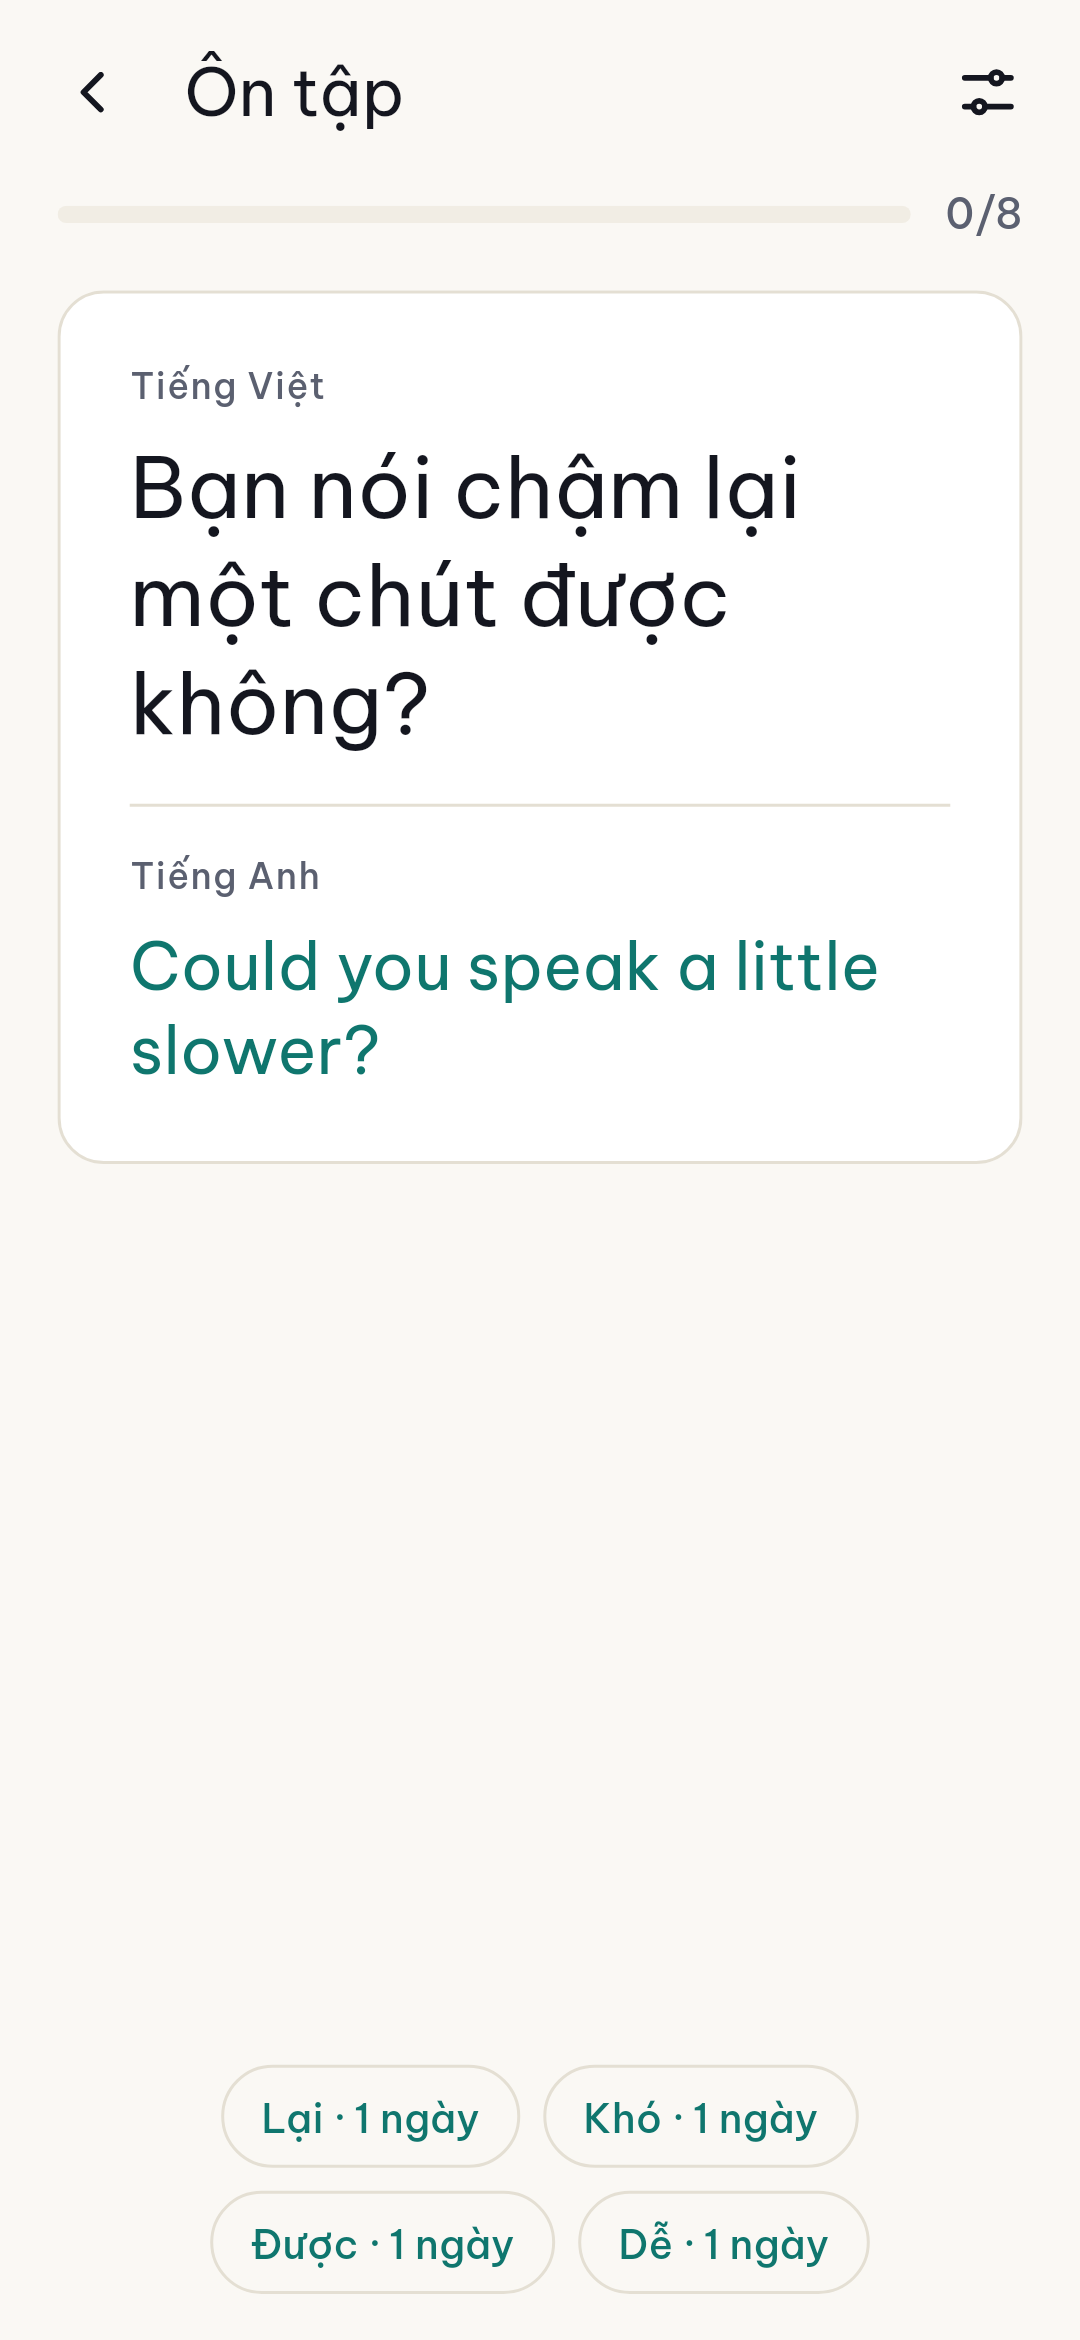 Ôn tập
0/8
Tiếng Việt
Bạn nói chậm lại
một chút được
không?
Tiếng Anh
Could you speak a little
slower?
Lại · 1 ngày
Khó · 1 ngày
Được · 1 ngày
Dễ · 1 ngày